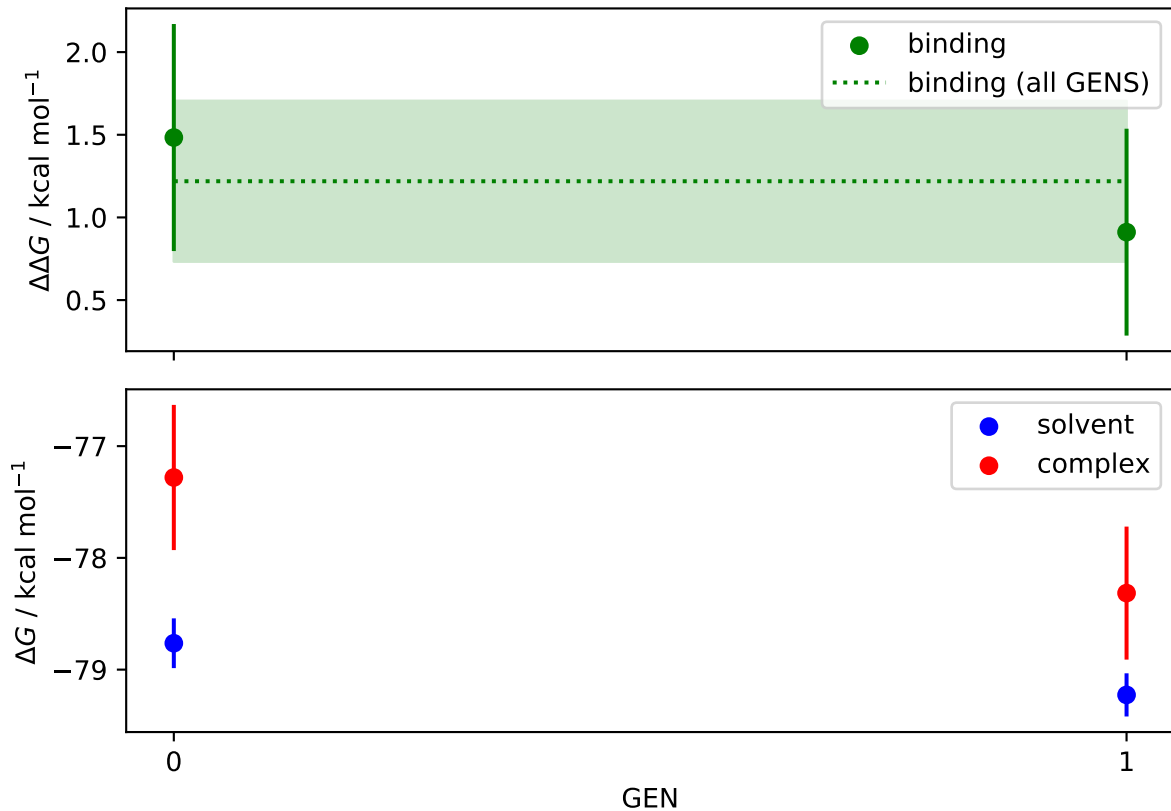 ΔΔG / kcal mol⁻¹
2.0
1.5
1.0
0.5
binding
binding (all GENS)
ΔG / kcal mol⁻¹
−77
−78
−79
solvent
complex
0 1
GEN